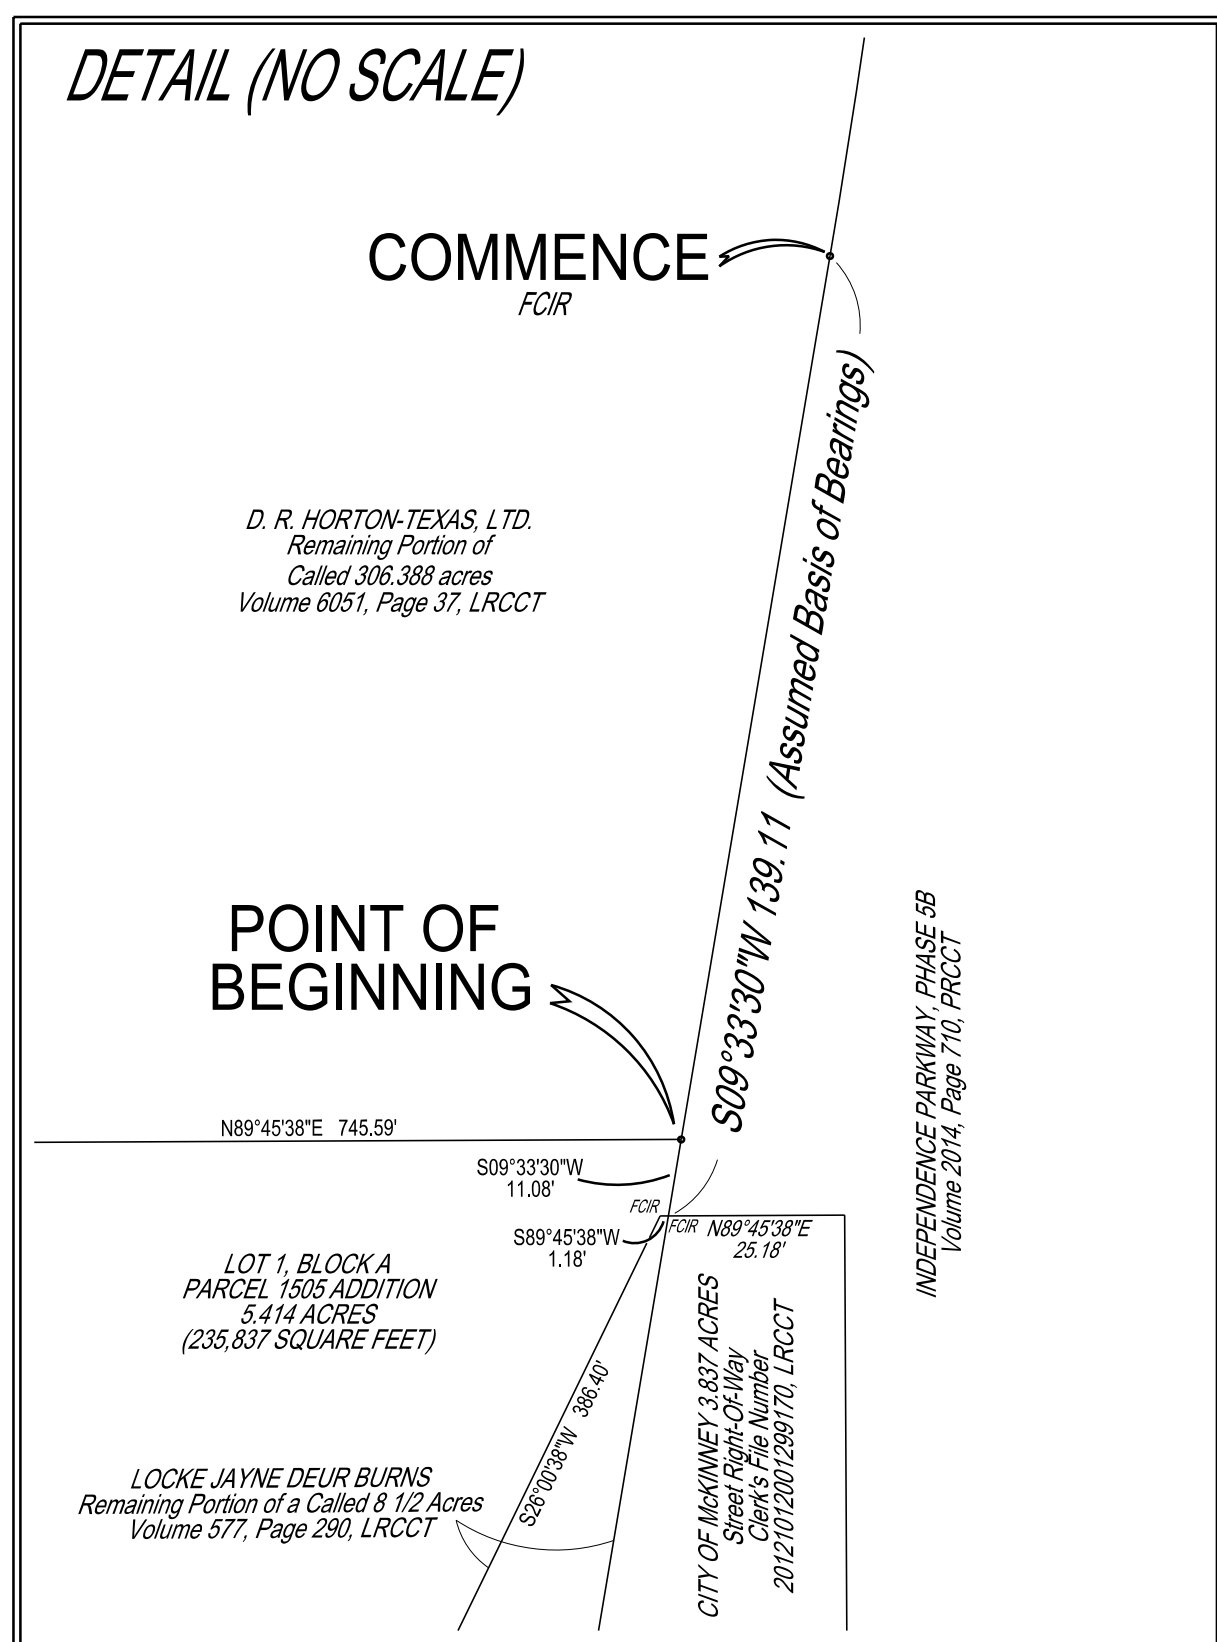 DETAIL (NO SCALE)
COMMENCE
FCIR
S09°33'30"W 139.11 (Assumed Basis of Bearings)
D. R. HORTON-TEXAS, LTD.
Remaining Portion of
Called 306.388 acres
Volume 6051, Page 37, LRCCT
POINT OF
BEGINNING
INDEPENDENCE PARKWAY, PHASE 5B
Volume 2014, Page 710, PRCCT
N89°45'38"E 745.59'
S09°33'30"W
11.08'
FCIR
FCIR
N89°45'38"E
25.18'
S89°45'38"W
1.18'
LOT 1, BLOCK A
PARCEL 1505 ADDITION
5.414 ACRES
(235,837 SQUARE FEET)
S26°00'38"W 386.40'
CITY OF McKINNEY 3.837 ACRES
Street Right-Of-Way
Clerk's File Number
20121012001299170, LRCCT
LOCKE JAYNE DEUR BURNS
Remaining Portion of a Called 8 1/2 Acres
Volume 577, Page 290, LRCCT